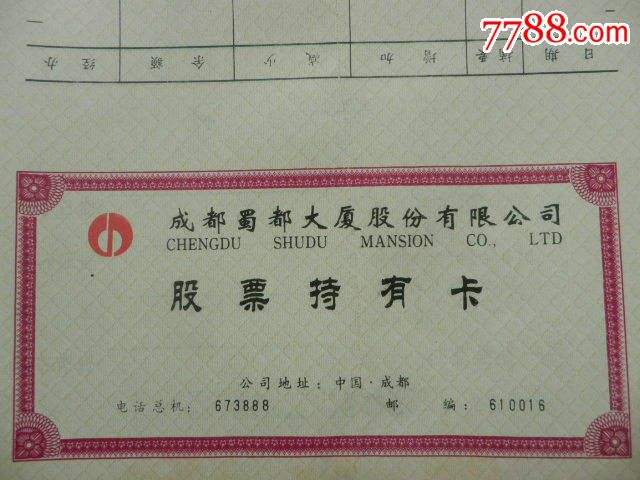 7788.com
日期 摘要 增加 减少 余额 经办
成都蜀都大厦股份有限公司
CHENGDU SHUDU MANSION CO., LTD
股票持有卡
公司地址：中国·成都
电话总机：673888 邮编：610016